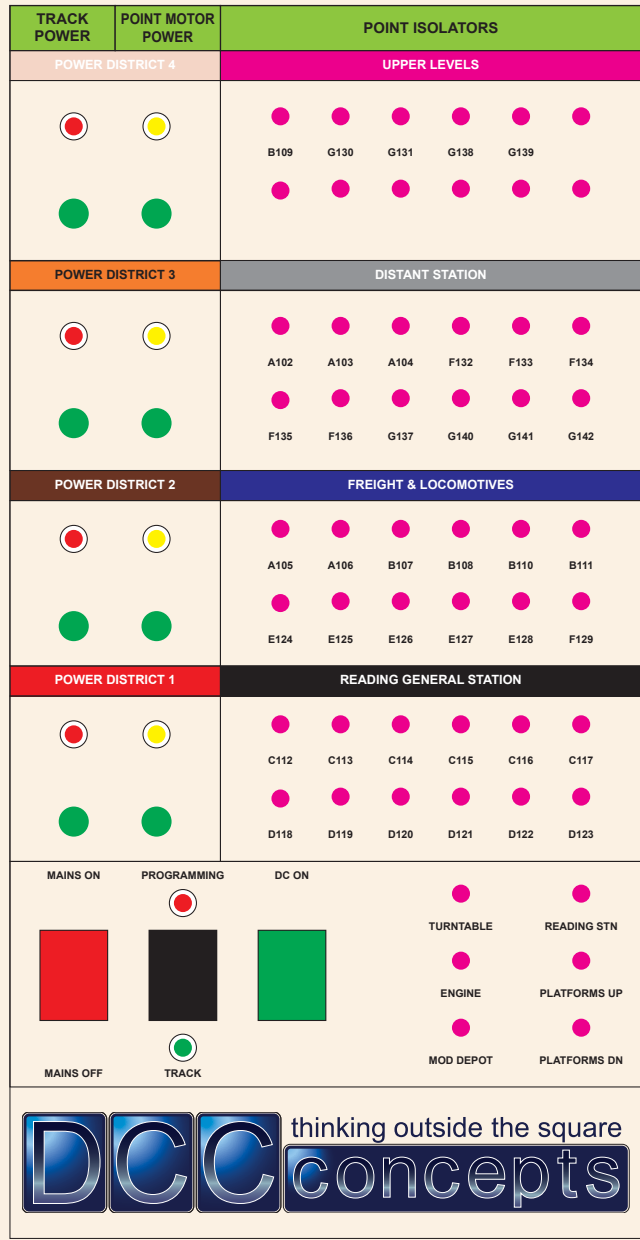 TRACK POWER
POINT MOTOR POWER
POINT ISOLATORS
POWER DISTRICT 4
UPPER LEVELS
B109 G130 G131 G138 G139
POWER DISTRICT 3
DISTANT STATION
A102 A103 A104 F132 F133 F134
F135 F136 G137 G140 G141 G142
POWER DISTRICT 2
FREIGHT & LOCOMOTIVES
A105 A106 B107 B108 B110 B111
E124 E125 E126 E127 E128 F129
POWER DISTRICT 1
READING GENERAL STATION
C112 C113 C114 C115 C116 C117
D118 D119 D120 D121 D122 D123
MAINS ON PROGRAMMING DC ON
TURNTABLE READING STN
ENGINE PLATFORMS UP
MOD DEPOT PLATFORMS DN
MAINS OFF TRACK
DCC
thinking outside the square
concepts